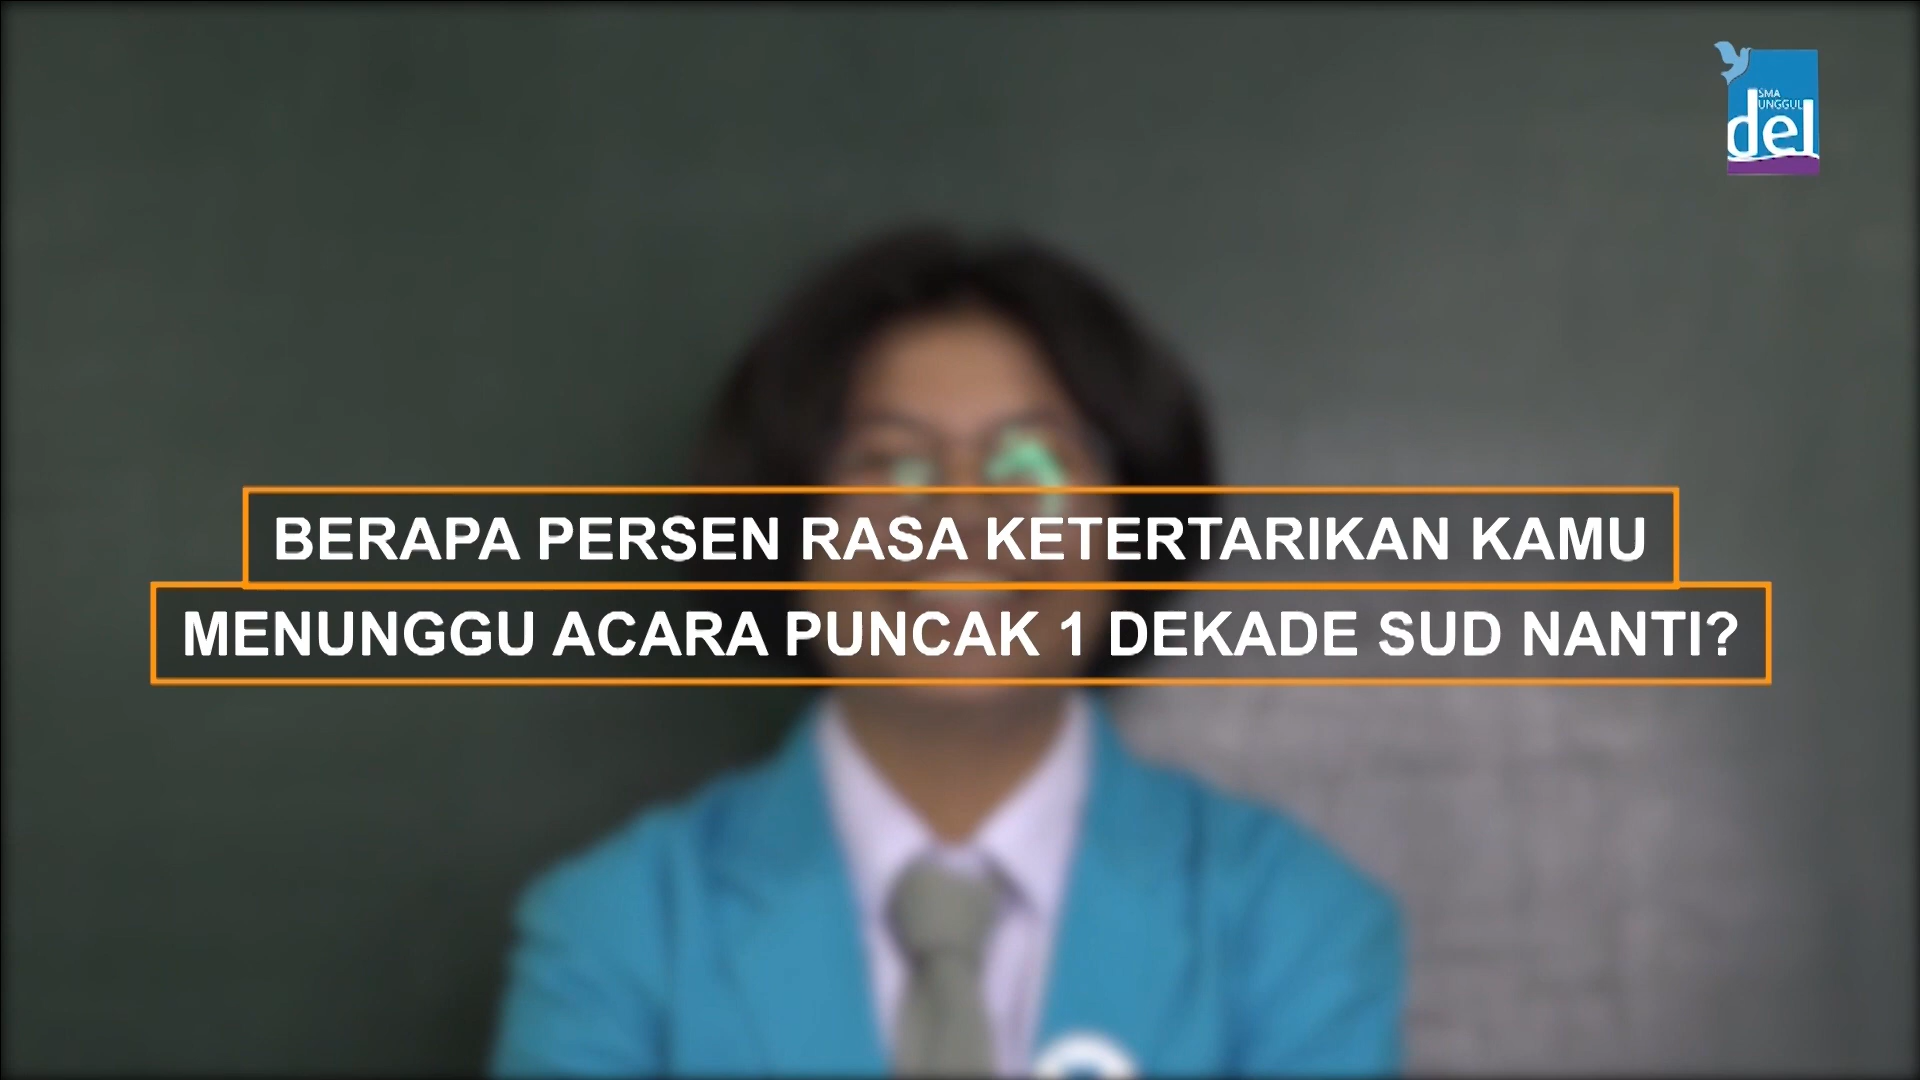 SMA
UNGGUL
del
BERAPA PERSEN RASA KETERTARIKAN KAMU
MENUNGGU ACARA PUNCAK 1 DEKADE SUD NANTI?